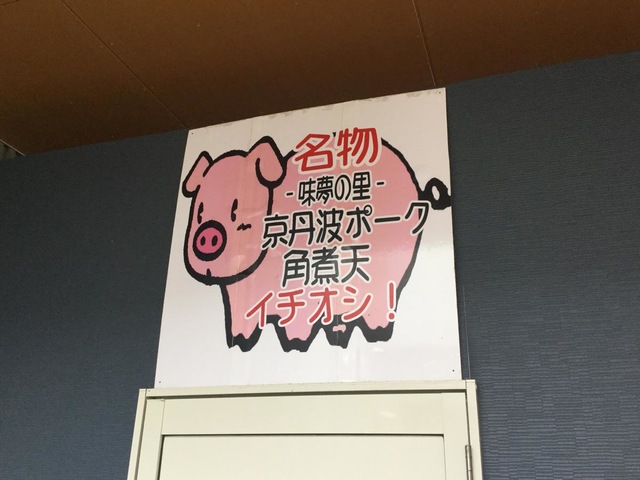 名物
-味夢の里-
京丹波ポーク
角煮天
イチオシ!